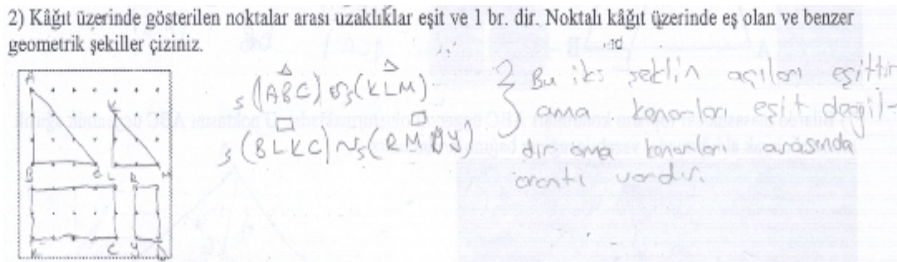 2) Kâğıt üzerinde gösterilen noktalar arası uzaklıklar eşit ve 1 br. dir. Noktalı kâğıt üzerinde eş olan ve benzer
geometrik şekiller çiziniz.
A
K
B C L R M
K C Y D
s(ABC) s(KLM)
s(BLKC) ~ s(RMDY)
Bu iki şeklin açıları eşittir
ama kenarları eşit değil-
dir ama kenarları arasında
orantı vardır.